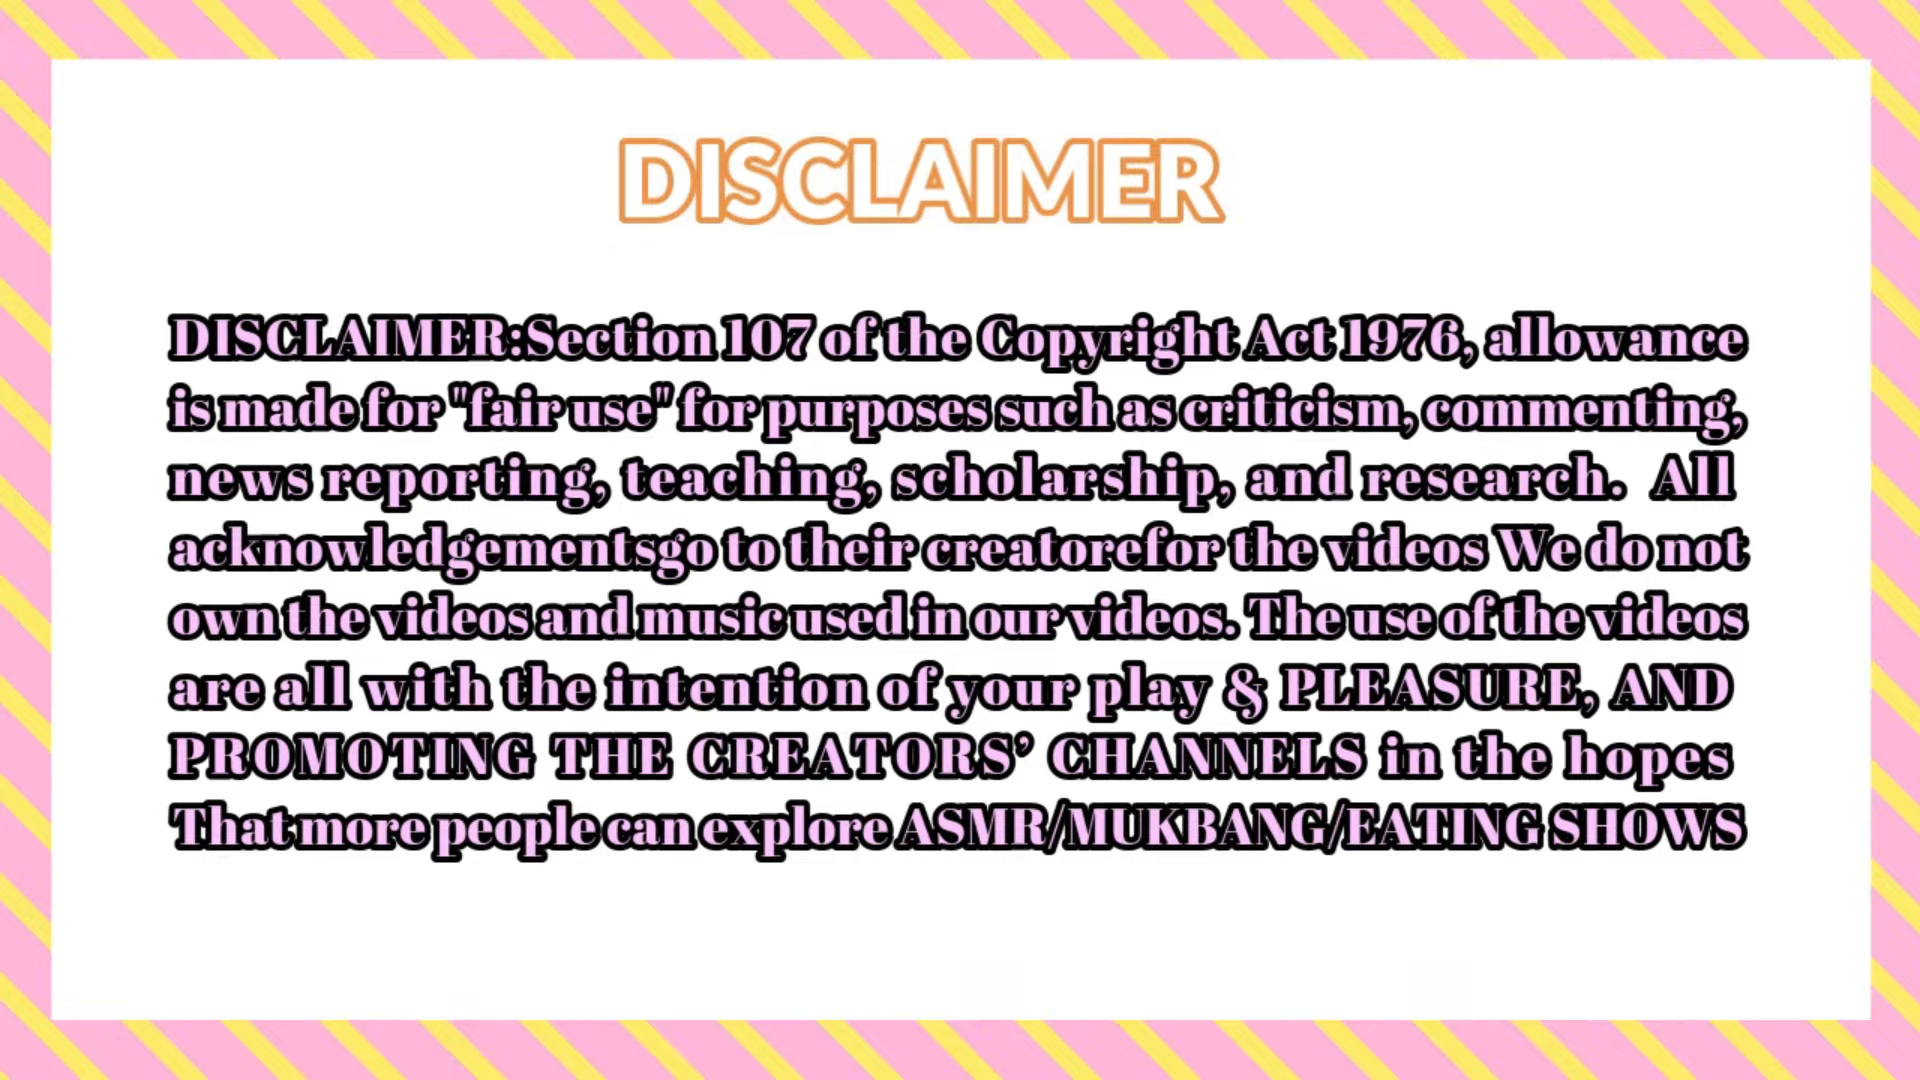 DISCLAIMER
DISCLAIMER:Section 107 of the Copyright Act 1976, allowance
is made for "fair use" for purposes such as criticism, commenting,
news reporting, teaching, scholarship, and research. All
acknowledgementsgo to their creatorefor the videos We do not
own the videos and music used in our videos. The use of the videos
are all with the intention of your play & PLEASURE, AND
PROMOTING THE CREATORS’ CHANNELS in the hopes
That more people can explore ASMR/MUKBANG/EATING SHOWS